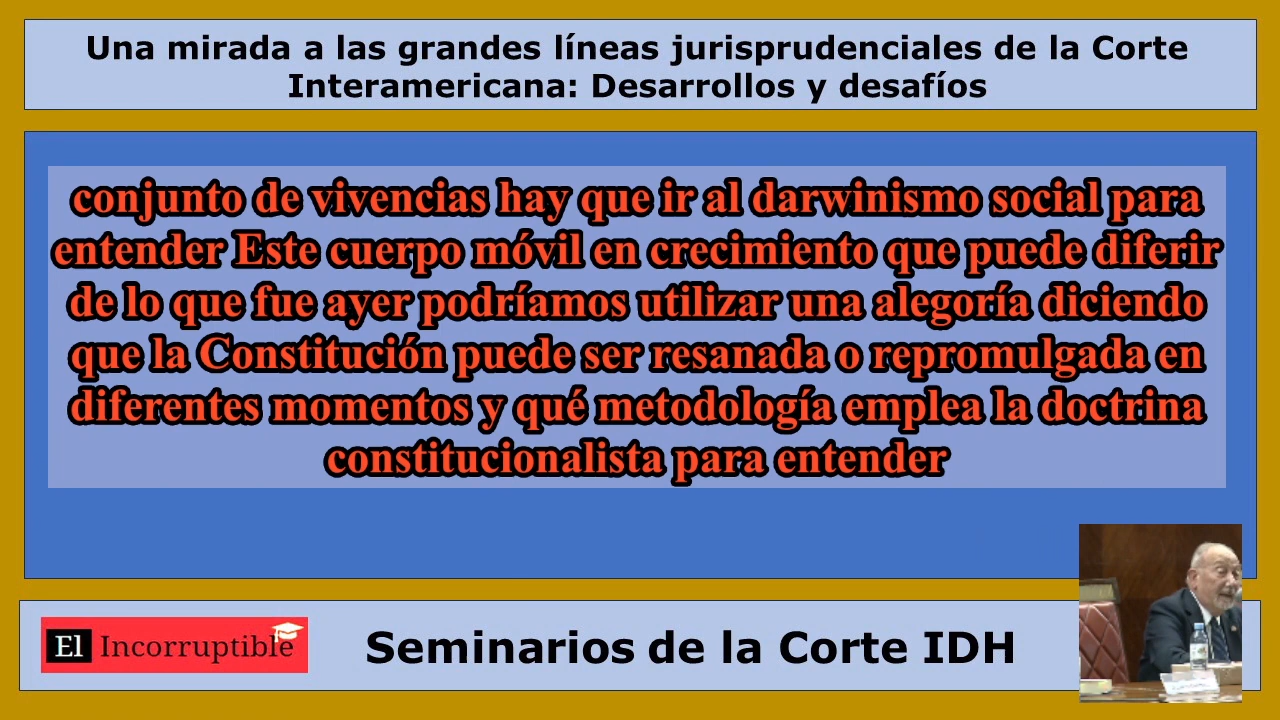 Una mirada a las grandes líneas jurisprudenciales de la Corte
Interamericana: Desarrollos y desafíos
conjunto de vivencias hay que ir al darwinismo social para
entender Este cuerpo móvil en crecimiento que puede diferir
de lo que fue ayer podríamos utilizar una alegoría diciendo
que la Constitución puede ser resanada o repromulgada en
diferentes momentos y qué metodología emplea la doctrina
constitucionalista para entender
El Incorruptible
Seminarios de la Corte IDH